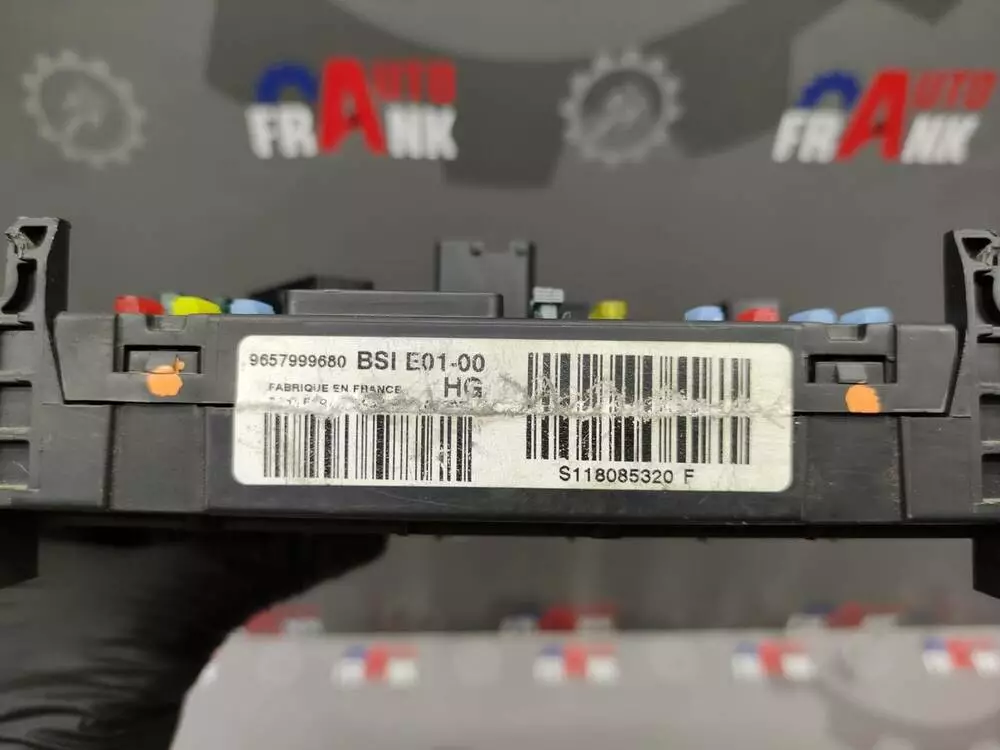 AUTO
FRANK
AUTO
FRANK
9657999680 BSI E01-00
FABRIQUE EN FRANCE HG
S118085320 F